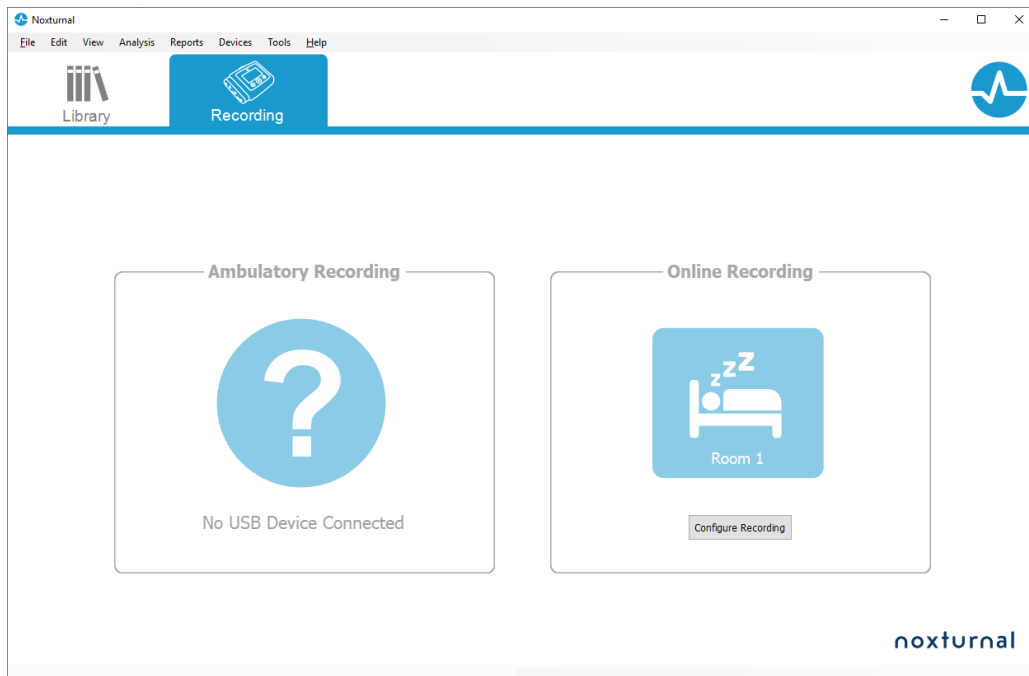 Noxturnal
File Edit View Analysis Reports Devices Tools Help
Library
Recording
Ambulatory Recording
?
No USB Device Connected
Online Recording
zzZ
Room 1
Configure Recording
noxturnal